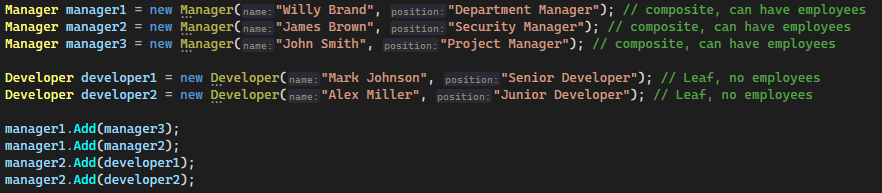 Manager manager1 = new Manager(name:"Willy Brand", position:"Department Manager"); // composite, can have employees
Manager manager2 = new Manager(name:"James Brown", position:"Security Manager"); // composite, can have employees
Manager manager3 = new Manager(name:"John Smith", position:"Project Manager"); // composite, can have employees
Developer developer1 = new Developer(name:"Mark Johnson", position:"Senior Developer"); // Leaf, no employees
Developer developer2 = new Developer(name:"Alex Miller", position:"Junior Developer"); // Leaf, no employees
manager1.Add(manager3);
manager1.Add(manager2);
manager2.Add(developer1);
manager2.Add(developer2);